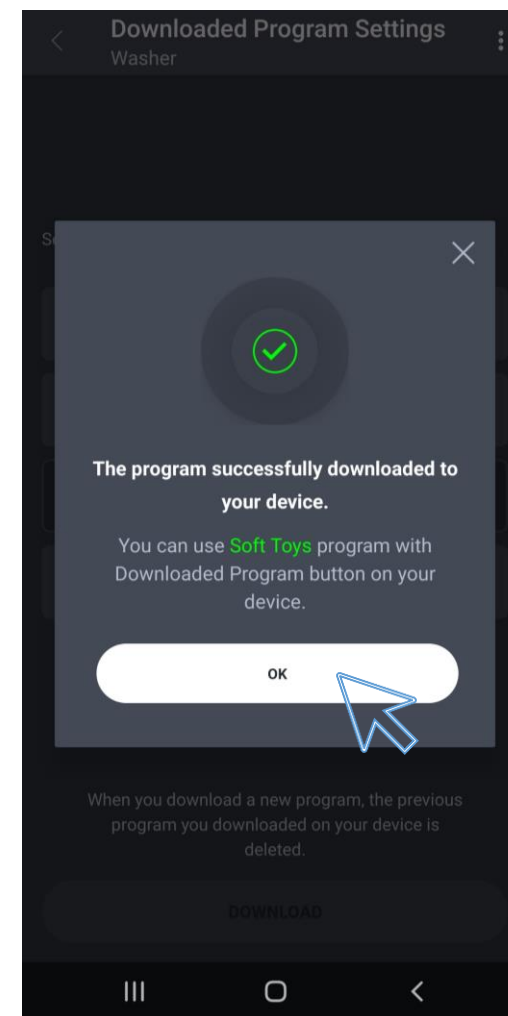 Downloaded Program Settings
Washer
The program successfully downloaded to
your device.
You can use Soft Toys program with
Downloaded Program button on your
device.
OK
When you download a new program, the previous
program you downloaded on your device is
deleted.
DOWNLOAD